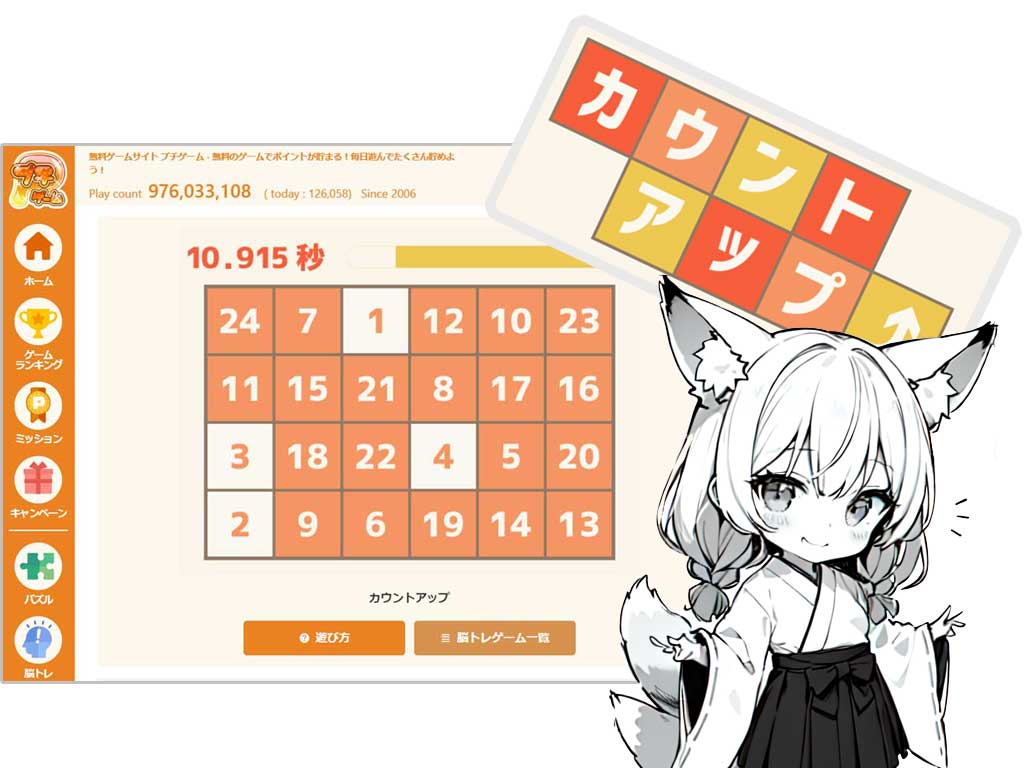 カウント
アップ↑
プチ
ゲーム
無料ゲームサイト プチゲーム - 無料のゲームでポイントが貯まる！毎日遊んでたくさん貯めよ
う！
Play count 976,033,108 ( today : 126,058) Since 2006
ホーム
ゲーム
ランキング
P
ミッション
キャンペーン
パズル
脳トレ
10.915 秒
24 7 1 12 10 23
11 15 21 8 17 16
3 18 22 4 5 20
2 9 6 19 14 13
カウントアップ
? 遊び方
脳トレゲーム一覧